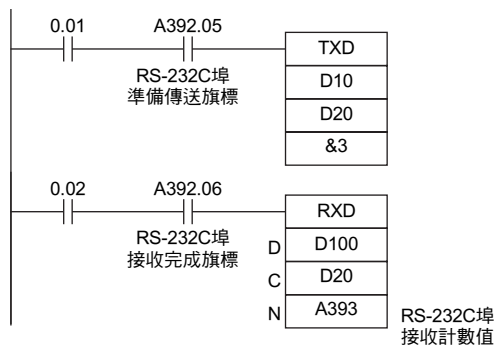 0.01 A392.05
TXD
RS-232C埠
準備傳送旗標
D10
D20
&3
0.02 A392.06
RXD
RS-232C埠
接收完成旗標
D D100
C D20
N A393
RS-232C埠
接收計數值